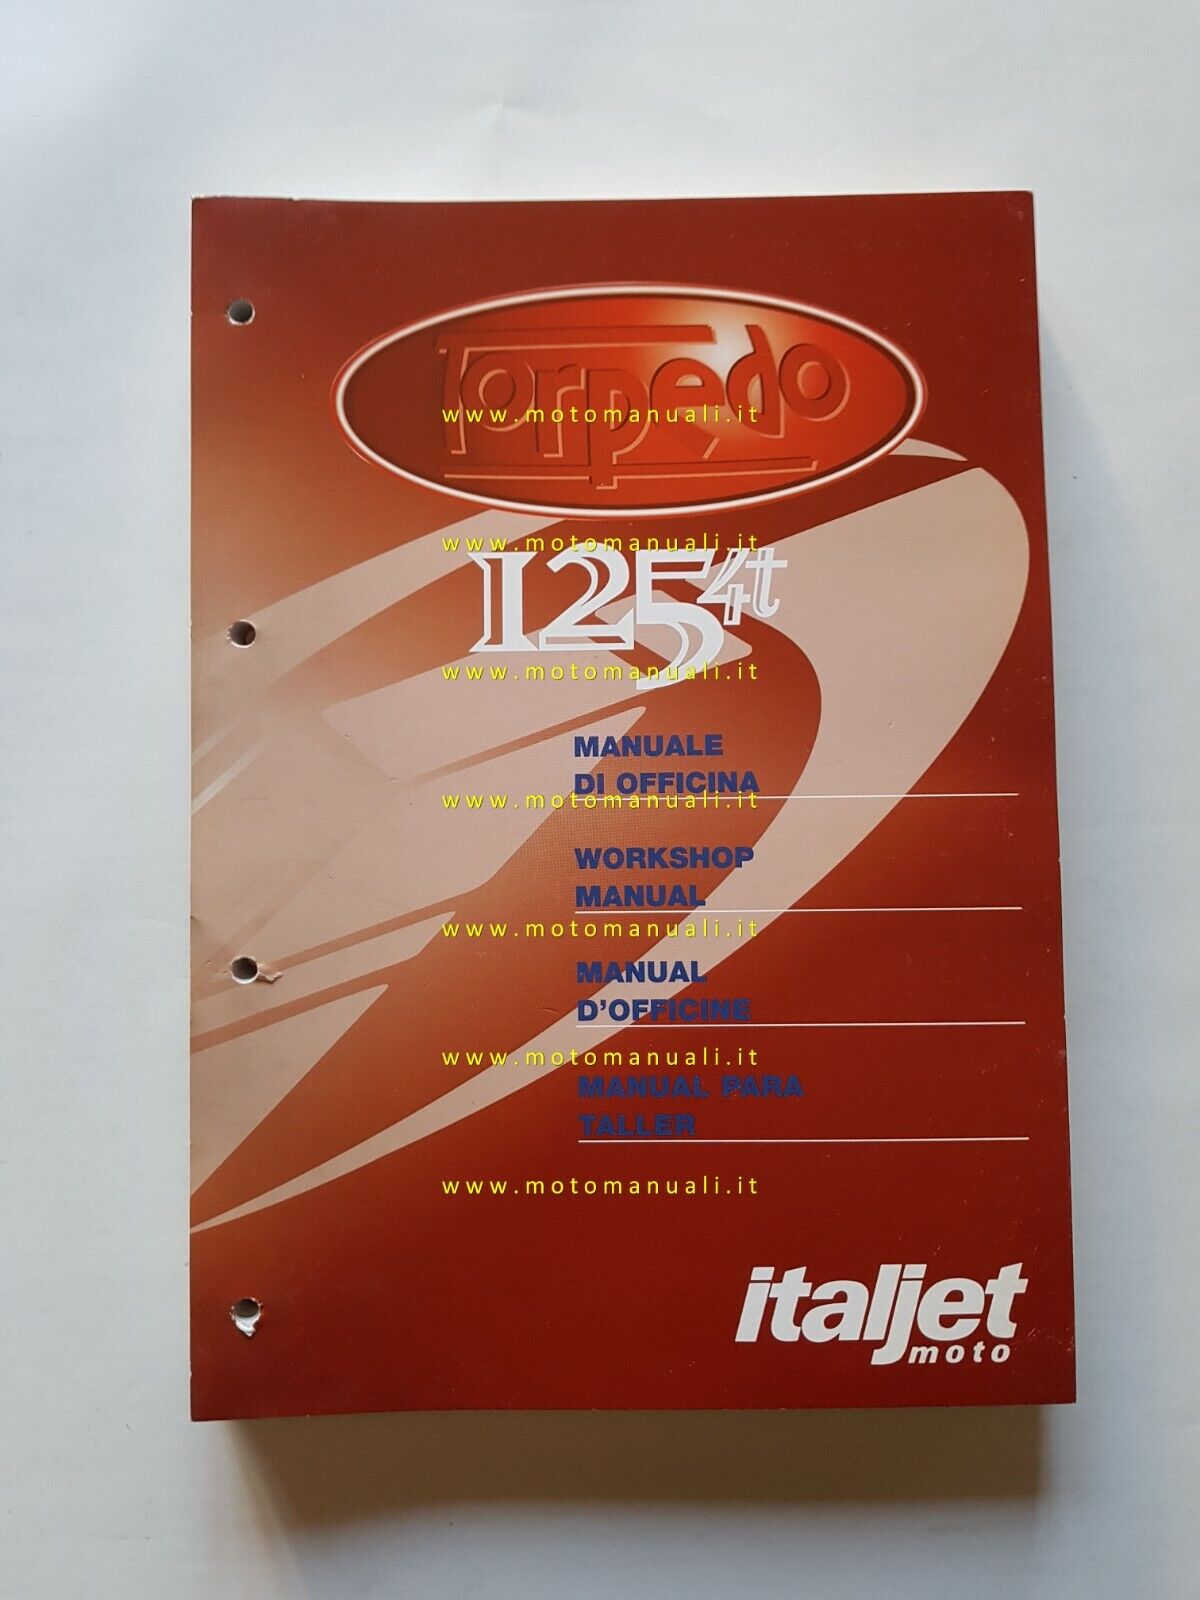 Torpedo
www.motomanuali.it
www.motomanuali.it
125 4t
www.motomanuali.it
MANUALE
DI OFFICINA
www.motomanuali.it
WORKSHOP
MANUAL
www.motomanuali.it
MANUAL
D'OFFICINE
www.motomanuali.it
MANUAL PARA
TALLER
www.motomanuali.it
italjet
moto